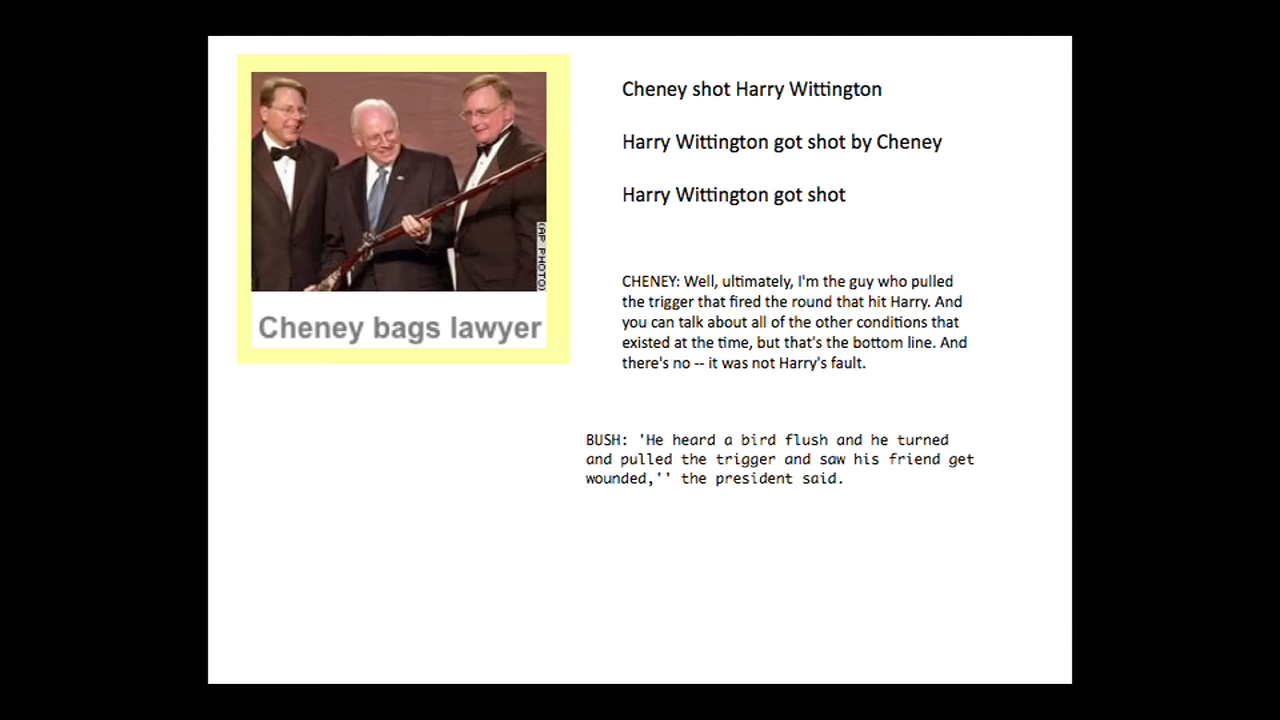 (AP PHOTO)
Cheney bags lawyer
Cheney shot Harry Wittington
Harry Wittington got shot by Cheney
Harry Wittington got shot
CHENEY: Well, ultimately, I'm the guy who pulled
the trigger that fired the round that hit Harry. And
you can talk about all of the other conditions that
existed at the time, but that's the bottom line. And
there's no -- it was not Harry's fault.
BUSH: 'He heard a bird flush and he turned
and pulled the trigger and saw his friend get
wounded,'' the president said.